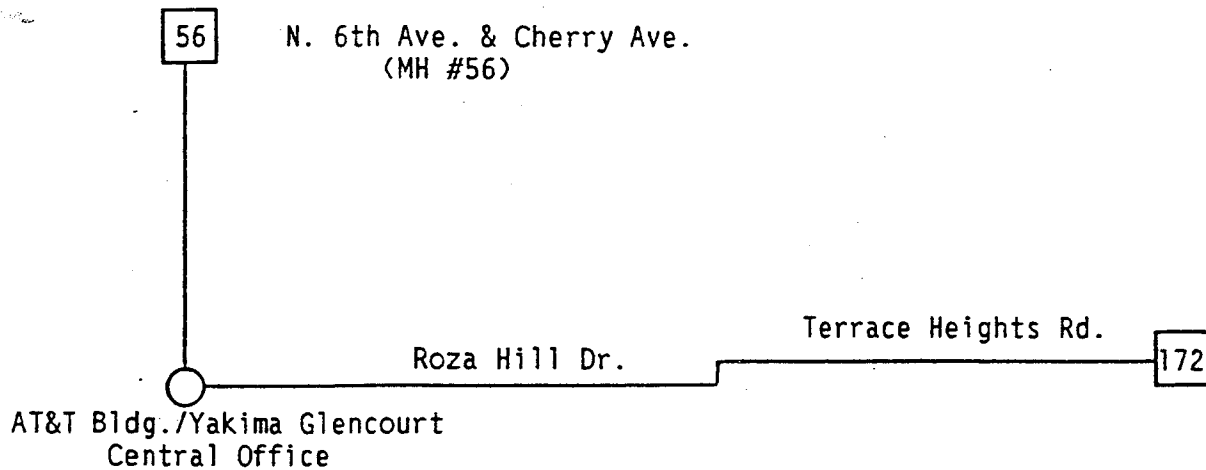 56
N. 6th Ave. & Cherry Ave.
(MH #56)
Terrace Heights Rd.
172
Roza Hill Dr.
AT&T Bldg./Yakima Glencourt
Central Office